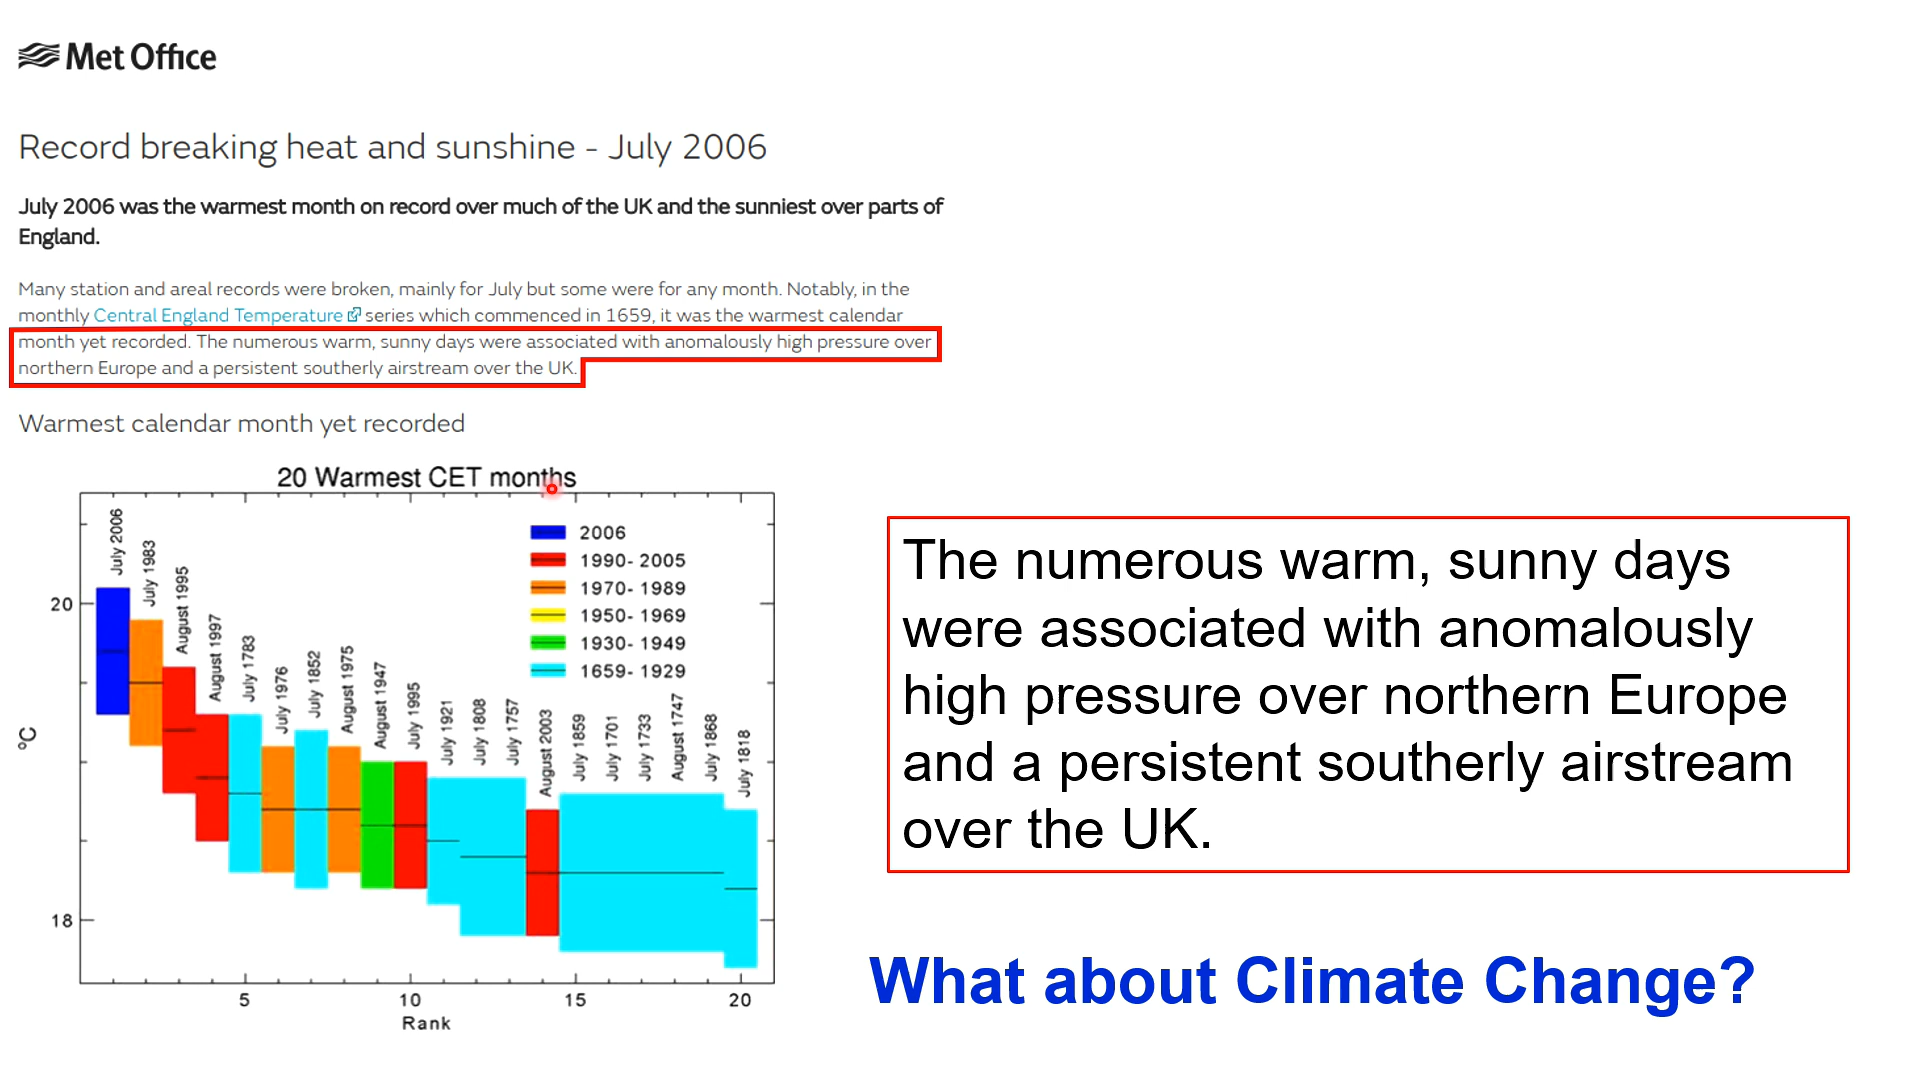 Met Office
Record breaking heat and sunshine - July 2006
July 2006 was the warmest month on record over much of the UK and the sunniest over parts of
England.
Many station and areal records were broken, mainly for July but some were for any month. Notably, in the
monthly Central England Temperature series which commenced in 1659, it was the warmest calendar
month yet recorded. The numerous warm, sunny days were associated with anomalously high pressure over
northern Europe and a persistent southerly airstream over the UK.
Warmest calendar month yet recorded
20 Warmest CET months
2006
1990- 2005
1970- 1989
1950- 1969
1930- 1949
1659- 1929
July 2006
July 1983
August 1995
August 1997
July 1783
July 1976
July 1852
August 1975
August 1947
July 1995
July 1921
July 1808
July 1757
August 2003
July 1859
July 1701
July 1733
August 1747
July 1868
July 1818
20
18
°C
5
10
15
20
Rank
The numerous warm, sunny days
were associated with anomalously
high pressure over northern Europe
and a persistent southerly airstream
over the UK.
What about Climate Change?